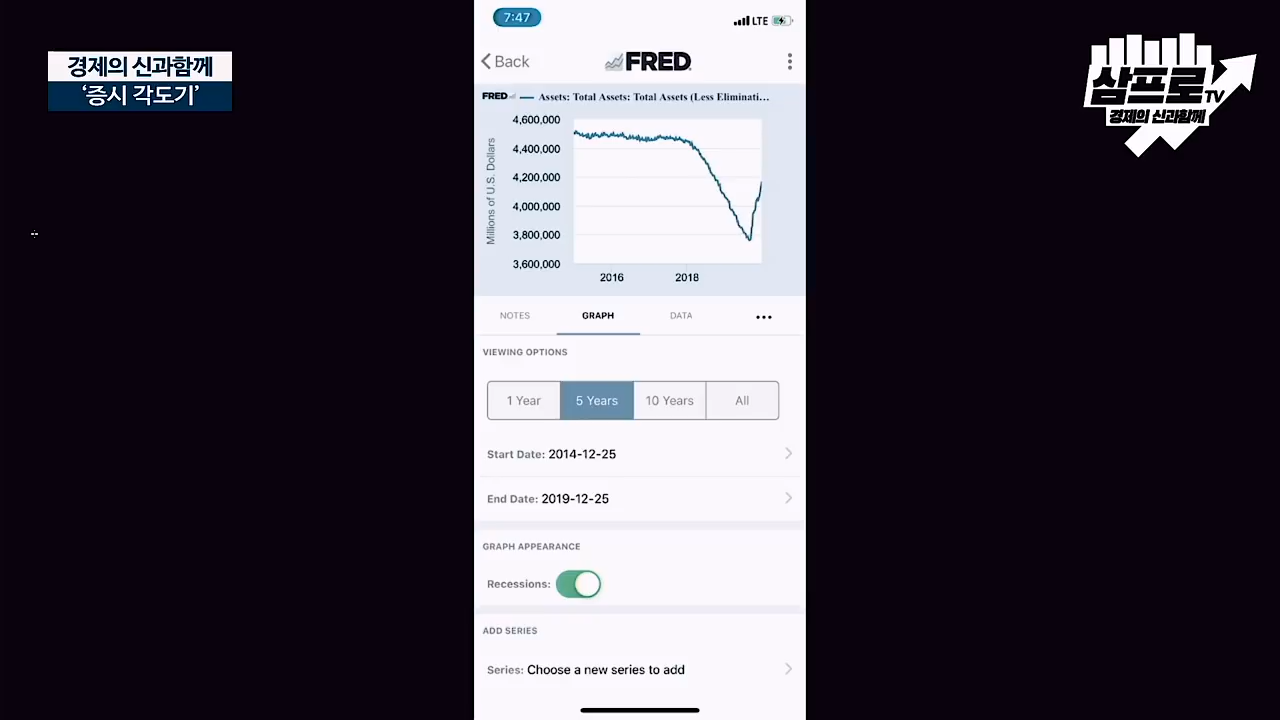 경제의 신과함께
‘증시 각도기’
삼프로TV
경제의 신과함께
7:47
LTE
Back
FRED
FRED
Assets: Total Assets: Total Assets (Less Eliminati…
Millions of U.S. Dollars
4,600,000
4,400,000
4,200,000
4,000,000
3,800,000
3,600,000
2016 2018
NOTES GRAPH DATA
VIEWING OPTIONS
1 Year 5 Years 10 Years All
Start Date: 2014-12-25
End Date: 2019-12-25
GRAPH APPEARANCE
Recessions:
ADD SERIES
Series: Choose a new series to add